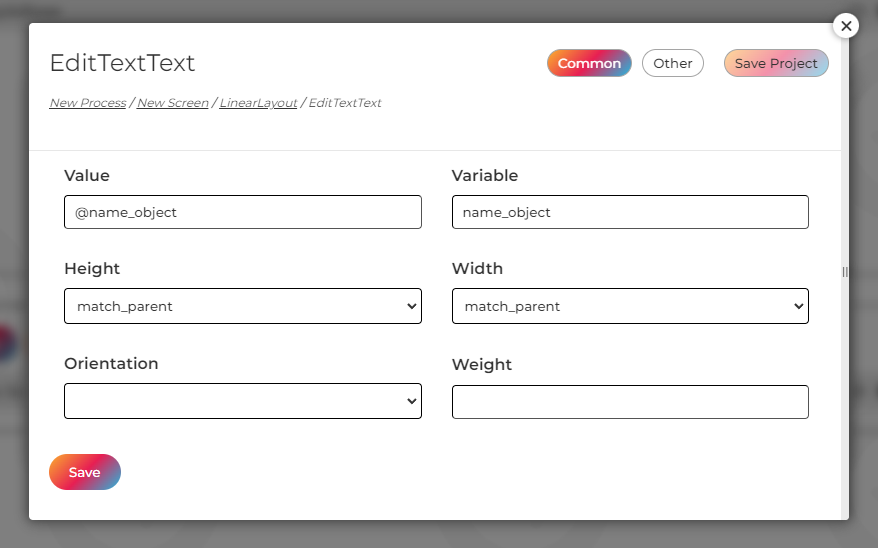 EditTextText
Common
Other
Save Project
New Process / New Screen / LinearLayout / EditTextText
Value
Variable
@name_object
name_object
Height
Width
match_parent
match_parent
Orientation
Weight
Save